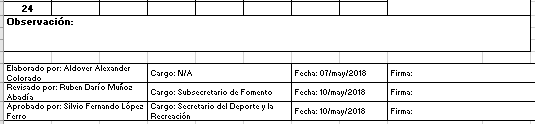 24
Observación:
Elaborado por: Aldover Alexander
Colorado
Cargo: N/A
Fecha: 07/may/2018
Firma:
Revisado por: Ruben Darío Muñoz
Abadía
Cargo: Subsecretario de Fomento
Fecha: 10/may/2018
Firma:
Aprobado por: Silvio Fernando López
Ferro
Cargo: Secretario del Deporte y la
Recreación
Fecha: 10/may/2018
Firma: